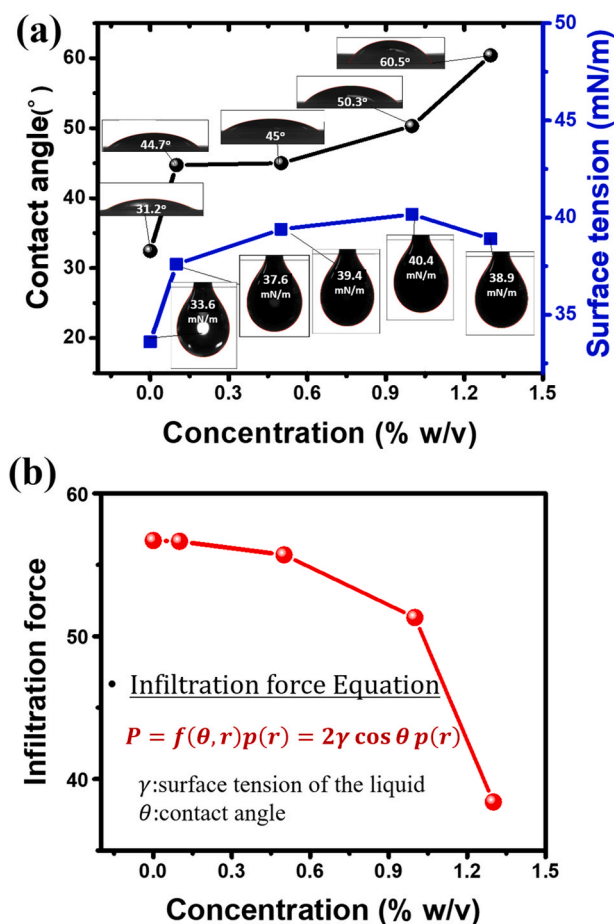 (a)
60
50
40
30
20
Contact angle(°)
50
45
40
35
Surface tension (mN/m)
60.5°
50.3°
44.7°
45°
31.2°
33.6
mN/m
37.6
mN/m
39.4
mN/m
40.4
mN/m
38.9
mN/m
0.0 0.3 0.6 0.9 1.2 1.5
Concentration (% w/v)
(b)
60
50
40
Infiltration force
• Infiltration force Equation
P = f(θ, r)p(r) = 2γ cos θ p(r)
γ:surface tension of the liquid
θ:contact angle
0.0 0.3 0.6 0.9 1.2 1.5
Concentration (% w/v)